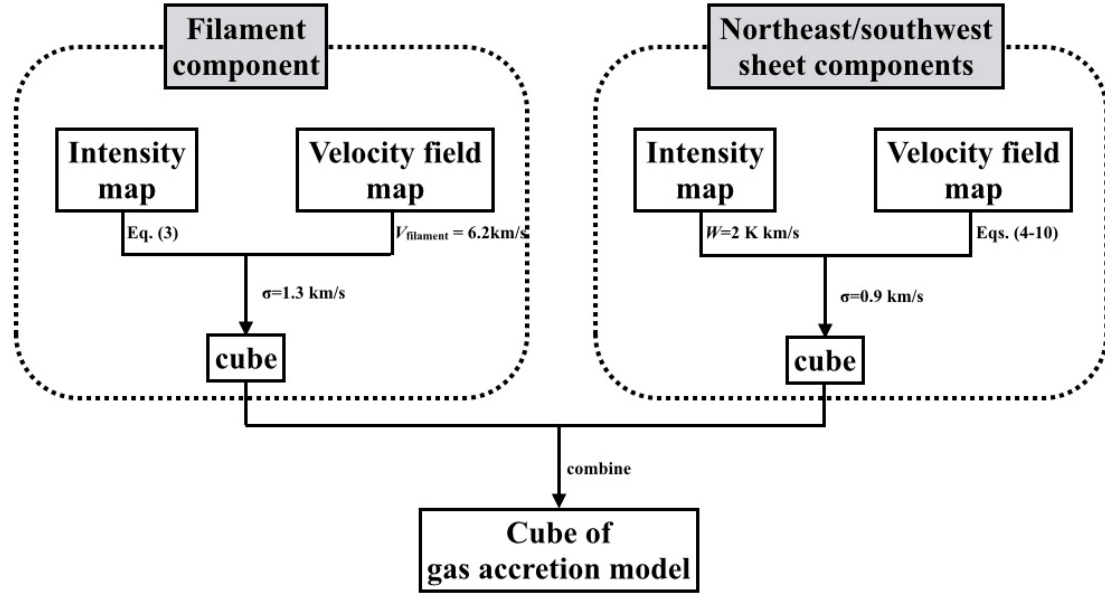 Filament
component
Intensity
map
Velocity field
map
Eq. (3)
V_filament = 6.2km/s
σ=1.3 km/s
cube
Northeast/southwest
sheet components
Intensity
map
Velocity field
map
W=2 K km/s
Eqs. (4-10)
σ=0.9 km/s
cube
combine
Cube of
gas accretion model